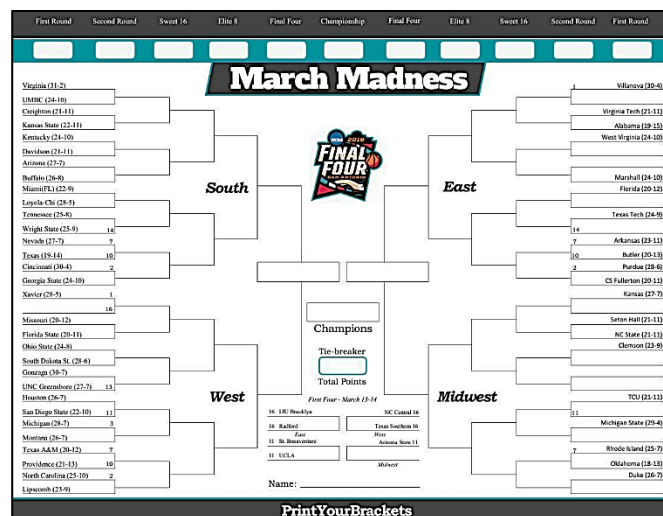 First Round Second Round Sweet 16 Elite 8 Final Four Championship Final Four Elite 8 Sweet 16 Second Round First Round
March Madness
Virginia (31-2)
UMBC (24-10)
Creighton (21-11)
Kansas State (22-11)
Kentucky (24-10)
Davidson (21-11)
Arizona (27-7)
Buffalo (26-8)
Miami(FL) (22-9)
Loyola-Chi (28-5)
Tennessee (25-8)
Wright State (25-9) 14
Nevada (27-7) 7
Texas (19-14) 10
Cincinnati (30-4) 2
Georgia State (24-10)
South
Xavier (28-5) 1
16
Missouri (20-12)
Florida State (20-11)
Ohio State (24-8)
South Dakota St. (28-6)
Gonzaga (30-7)
UNC Greensboro (27-7) 13
Houston (26-7)
San Diego State (22-10) 11
Michigan (28-7) 3
Montana (26-7)
Texas A&M (20-12) 7
Providence (21-13) 10
North Carolina (25-10) 2
Lipscomb (23-9)
West
NCAA 2018
FINAL
FOUR
SAN ANTONIO
Champions
Tie-breaker
Total Points
First Four - March 13-14
16 LIU Brooklyn NC Central 16
16 Radford Texas Southern 16
East West
11 St. Bonaventure Arizona State 11
11 UCLA
Midwest
Name:
1 Villanova (30-4)
Virginia Tech (21-11)
Alabama (19-15)
West Virginia (24-10)
Marshall (24-10)
Florida (20-12)
Texas Tech (24-9)
14
7 Arkansas (23-11)
10 Butler (20-13)
2 Purdue (28-6)
CS Fullerton (20-11)
East
Kansas (27-7)
Seton Hall (21-11)
NC State (21-11)
Clemson (23-9)
TCU (21-11)
11
Michigan State (29-4)
7 Rhode Island (25-7)
Oklahoma (18-13)
Duke (26-7)
Midwest
PrintYourBrackets